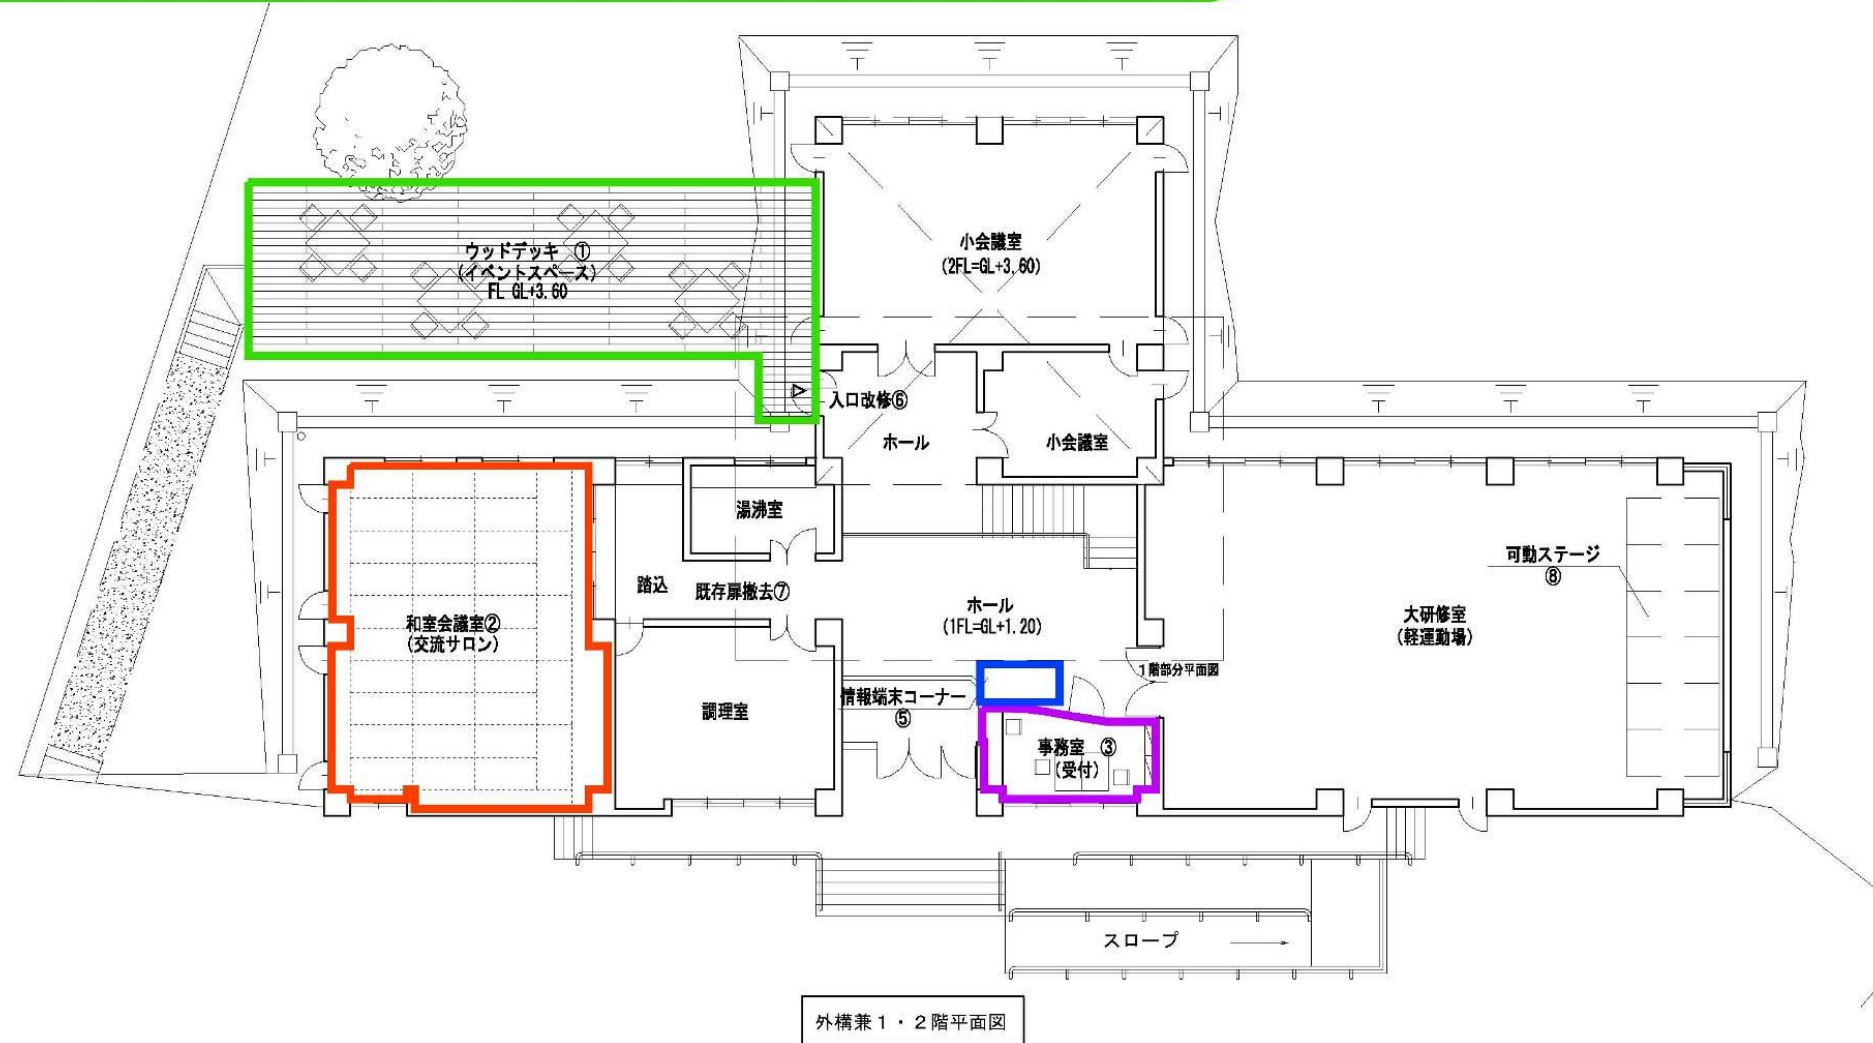 ウッドデッキ ①
(イベントスペース)
FL GL+3.60
小会議室
(2FL=GL+3.60)
入口改修⑥
ホール
小会議室
湯沸室
踏込
既存扉撤去⑦
ホール
(1FL=GL+1.20)
可動ステージ
⑧
和室会議室②
(交流サロン)
大研修室
(軽運動場)
1階部分平面図
調理室
情報端末コーナー
⑤
事務室 ③
(受付)
スロープ
外構兼1・2階平面図